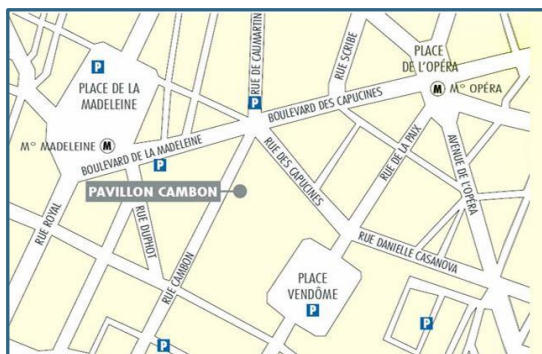 P
PLACE DE LA
MADELEINE
M° MADELEINE M
BOULEVARD DE LA MADELEINE
P
RUE DE CAUMARTIN
P
RUE SCRIBE
PLACE
DE L'OPÉRA
M M° OPÉRA
BOULEVARD DES CAPUCINES
PAVILLON CAMBON
RUE ROYAL
RUE DUPHOT
RUE CAMBON
RUE DES CAPUCINES
RUE DE LA PAIX
AVENUE DE L'OPÉRA
RUE DANIELLE CASANOVA
PLACE
VENDÔME
P
P
P